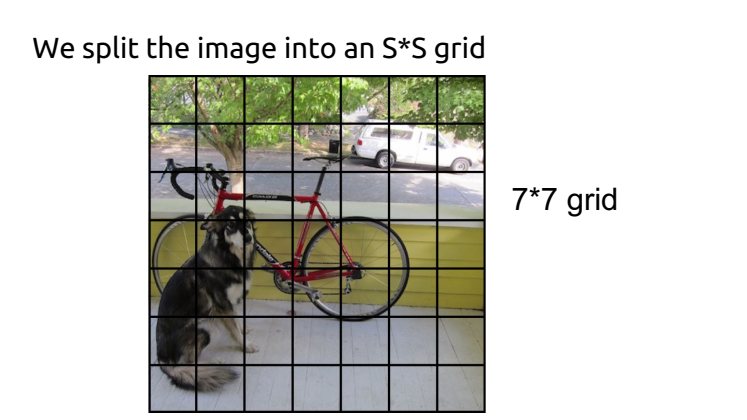 We split the image into an S*S grid
7*7 grid